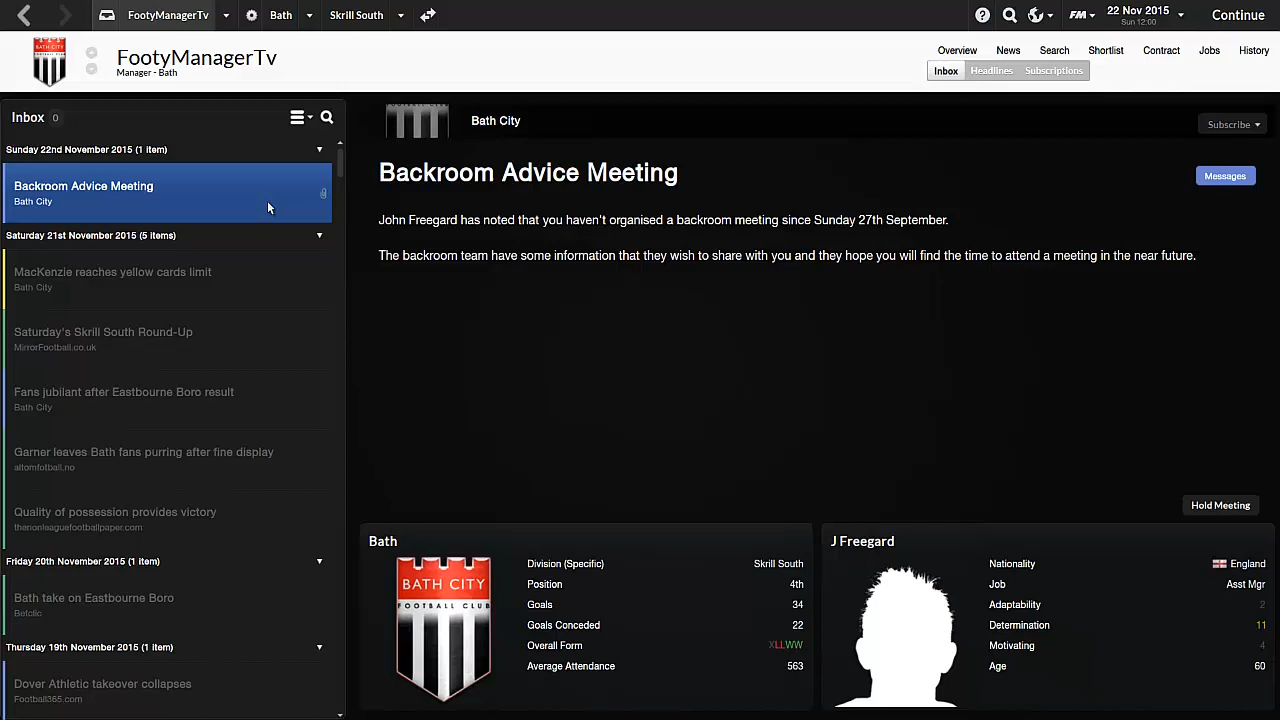 FootyManagerTv
Bath
Skrill South
FM
22 Nov 2015
Sun 12:00
Continue
BATH CITY
FootyManagerTv
Manager - Bath
Overview News Search Shortlist Contract Jobs History
Inbox Headlines Subscriptions
Inbox 0
Sunday 22nd November 2015 (1 item)
Backroom Advice Meeting
Bath City
Saturday 21st November 2015 (5 items)
MacKenzie reaches yellow cards limit
Bath City
Saturday's Skrill South Round-Up
MirrorFootball.co.uk
Fans jubilant after Eastbourne Boro result
Bath City
Garner leaves Bath fans purring after fine display
altomfotball.no
Quality of possession provides victory
thenonleaguefootballpaper.com
Friday 20th November 2015 (1 item)
Bath take on Eastbourne Boro
Betclic
Thursday 19th November 2015 (1 item)
Dover Athletic takeover collapses
Football365.com
Bath City
Subscribe
Backroom Advice Meeting
Messages
John Freegard has noted that you haven't organised a backroom meeting since Sunday 27th September.
The backroom team have some information that they wish to share with you and they hope you will find the time to attend a meeting in the near future.
Hold Meeting
Bath
BATH CITY
FOOTBALL CLUB
Division (Specific) Skrill South
Position 4th
Goals 34
Goals Conceded 22
Overall Form XLLWW
Average Attendance 563
J Freegard
Nationality England
Job Asst Mgr
Adaptability 2
Determination 11
Motivating 4
Age 60